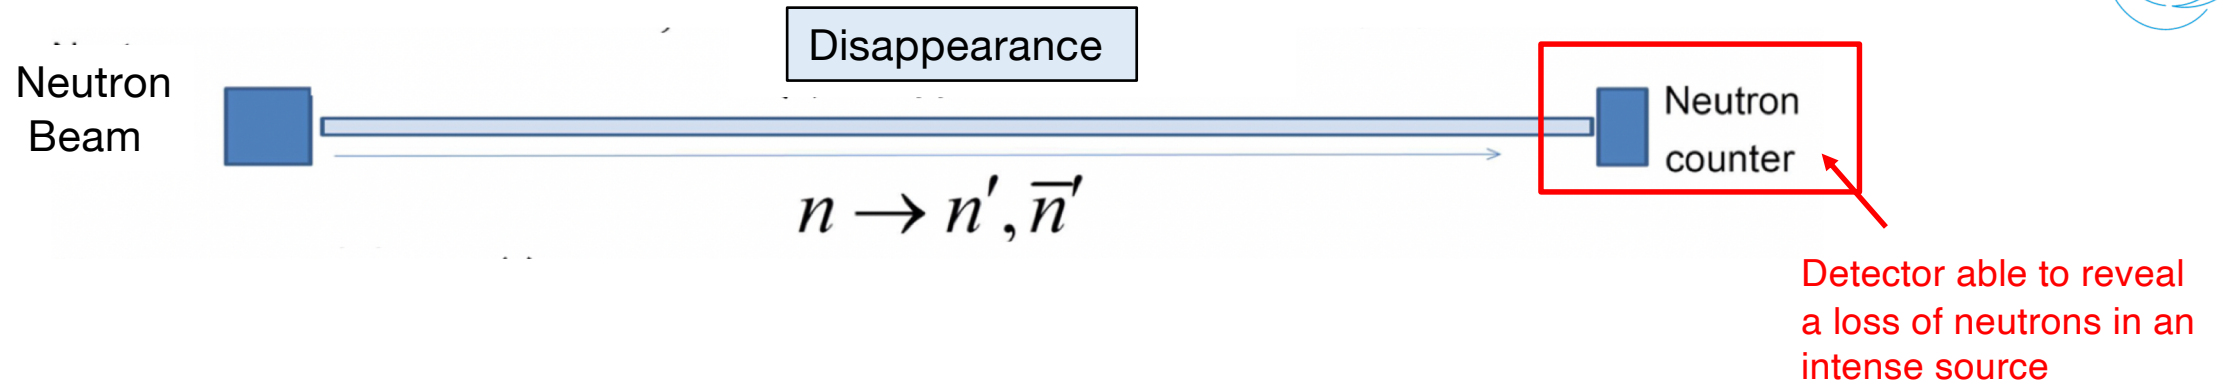 Disappearance
Neutron
Beam
Neutron
counter
n → n′, n̅′
Detector able to reveal
a loss of neutrons in an
intense source